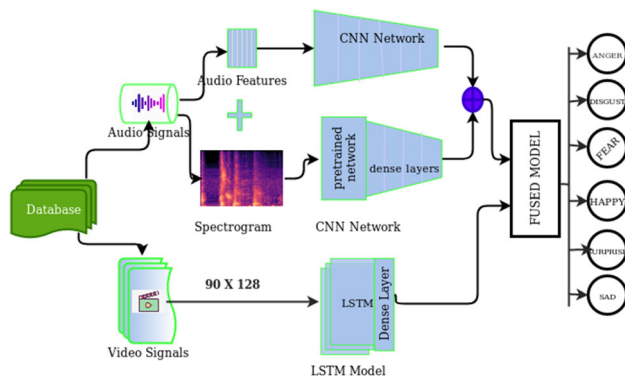 CNN Network
Audio Features
Audio Signals
pretrained
network
dense layers
Spectrogram
CNN Network
Database
90 X 128
LSTM
Dense Layer
Video Signals
LSTM Model
FUSED MODEL
ANGER
DISGUST
FEAR
HAPPY
URPRISE
SAD